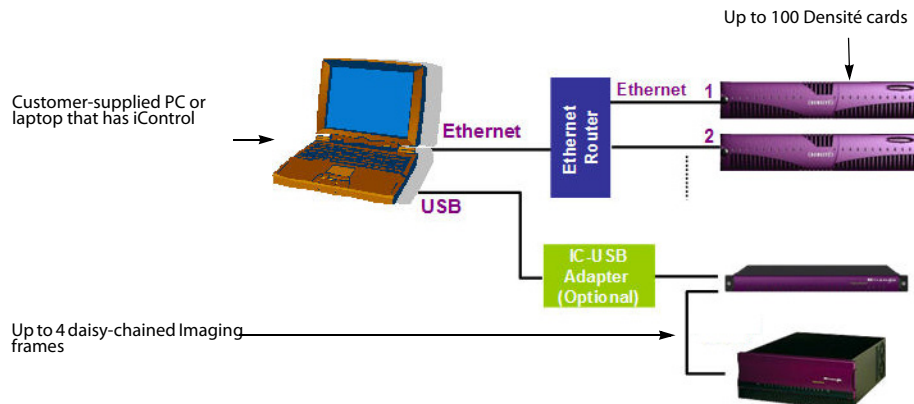 Up to 100 Densité cards
Customer-supplied PC or
laptop that has iControl
Ethernet
USB
Ethernet
Router
Ethernet
1
2
IC-USB
Adapter
(Optional)
Up to 4 daisy-chained Imaging
frames